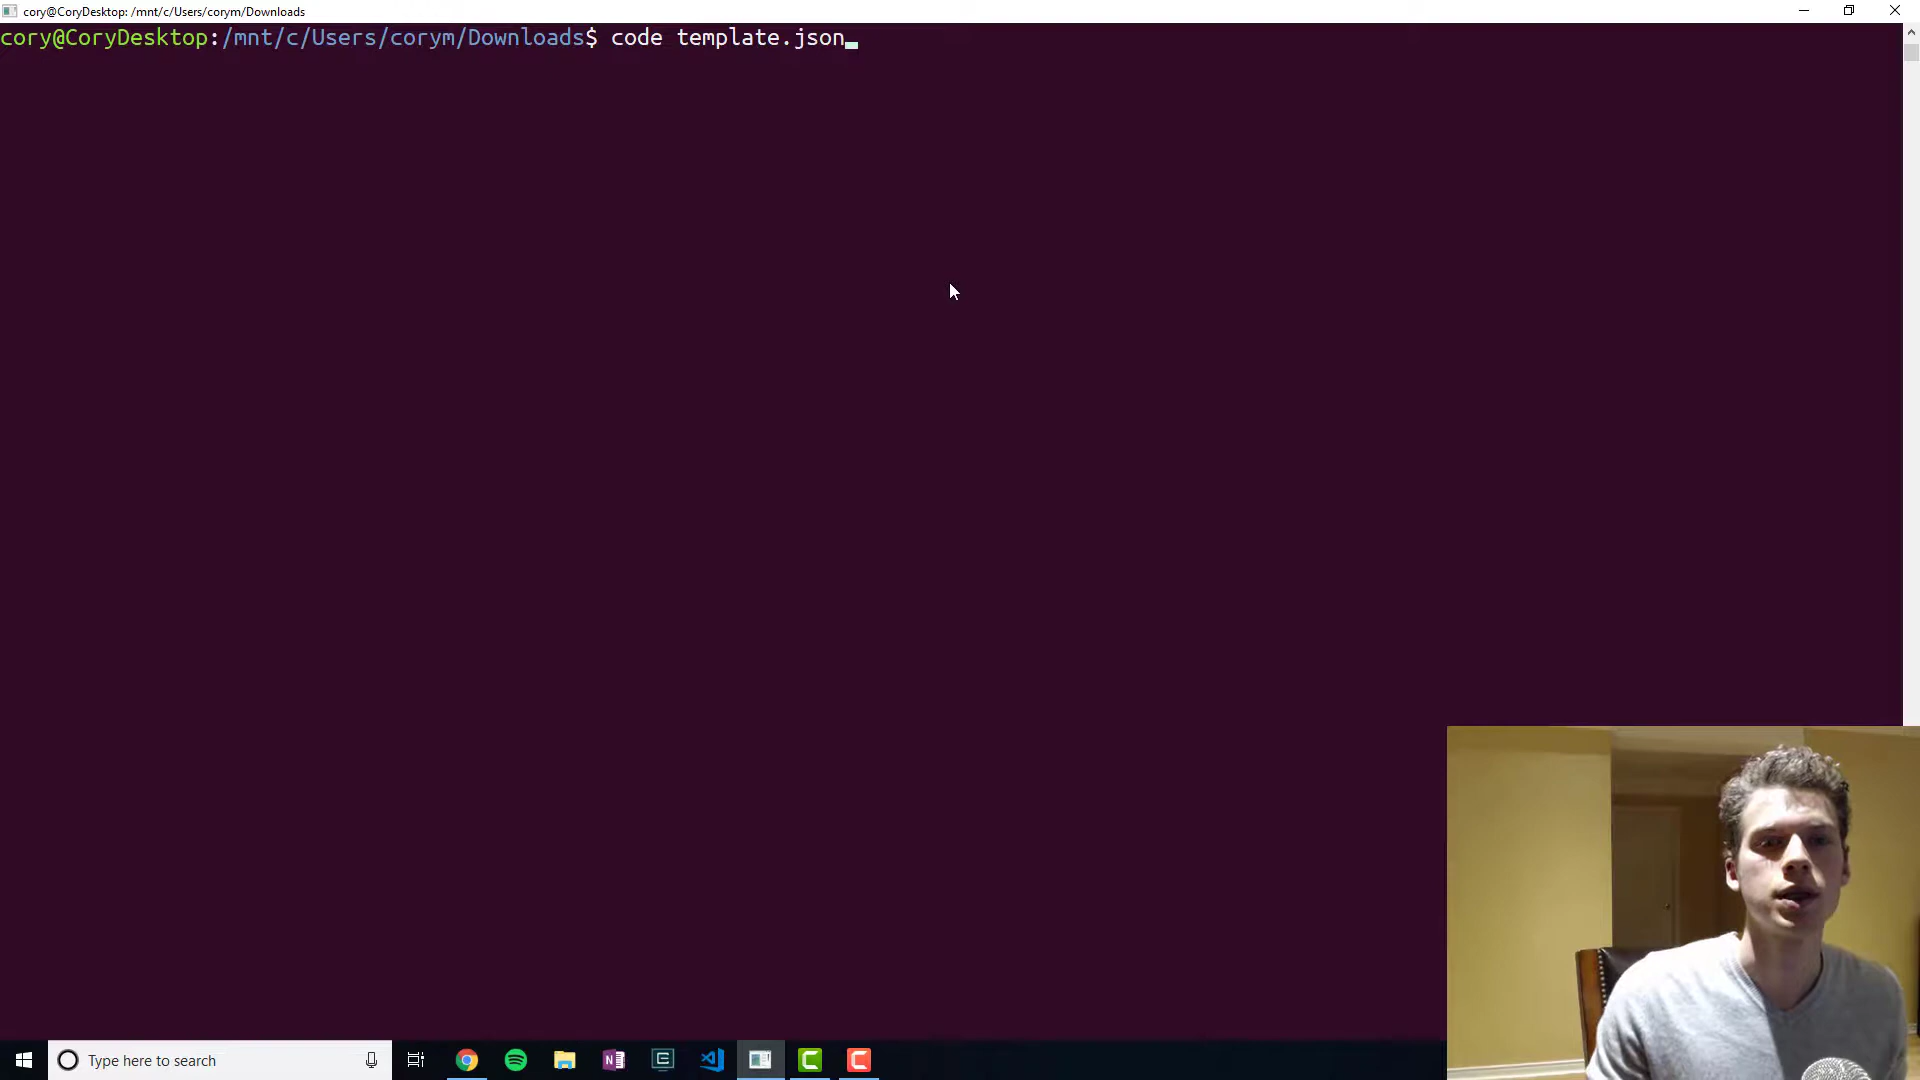 cory@CoryDesktop: /mnt/c/Users/corym/Downloads
cory@CoryDesktop:/mnt/c/Users/corym/Downloads$ code template.json
Type here to search